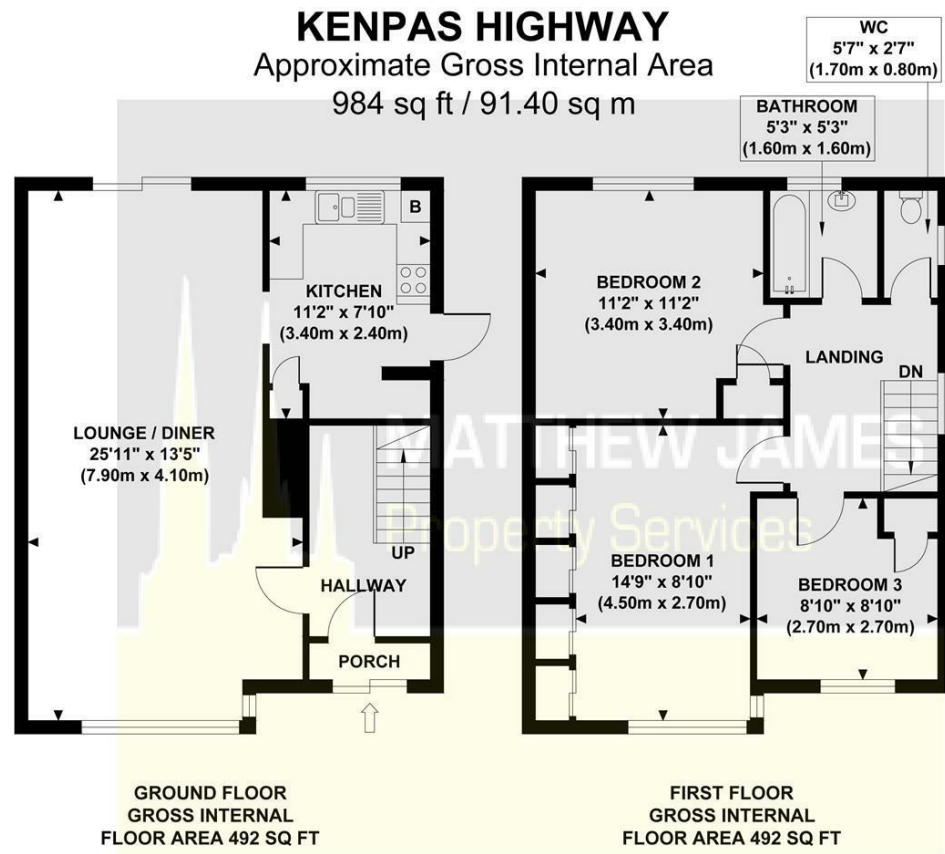 KENPAS HIGHWAY
Approximate Gross Internal Area
984 sq ft / 91.40 sq m
WC
5'7" x 2'7"
(1.70m x 0.80m)
BATHROOM
5'3" x 5'3"
(1.60m x 1.60m)
B
KITCHEN
11'2" x 7'10"
(3.40m x 2.40m)
LOUNGE / DINER
25'11" x 13'5"
(7.90m x 4.10m)
UP
HALLWAY
PORCH
BEDROOM 2
11'2" x 11'2"
(3.40m x 3.40m)
LANDING
DN
BEDROOM 1
14'9" x 8'10"
(4.50m x 2.70m)
BEDROOM 3
8'10" x 8'10"
(2.70m x 2.70m)
MATTHEW JAMES
Property Services
GROUND FLOOR
GROSS INTERNAL
FLOOR AREA 492 SQ FT
FIRST FLOOR
GROSS INTERNAL
FLOOR AREA 492 SQ FT